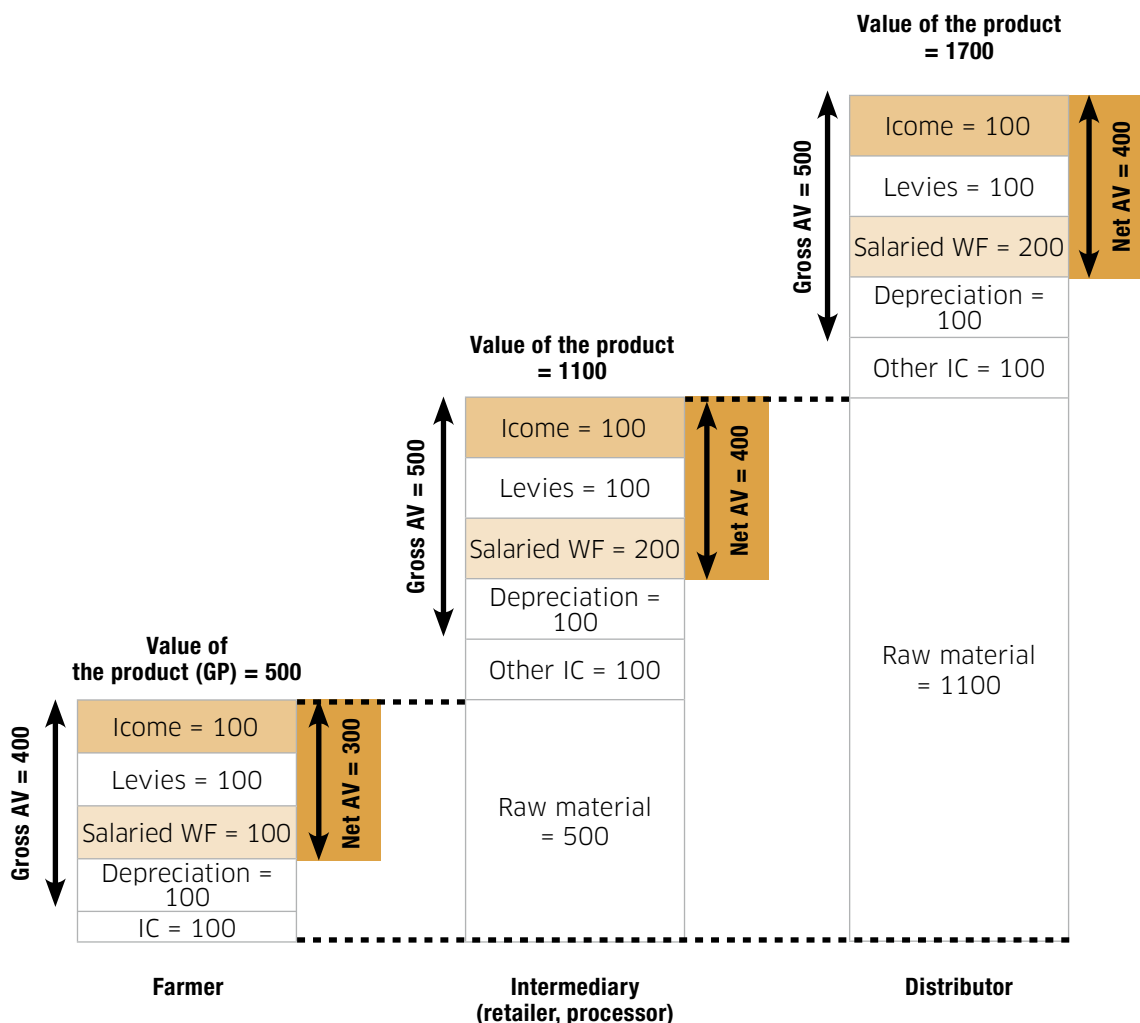 Value of the product
= 1700
Gross AV = 500
Icome = 100
Levies = 100
Salaried WF = 200
Depreciation =
100
Other IC = 100
Raw material
= 1100
Net AV = 400
Distributor
Value of the product
= 1100
Gross AV = 500
Icome = 100
Levies = 100
Salaried WF = 200
Depreciation =
100
Other IC = 100
Raw material
= 500
Net AV = 400
Intermediary
(retailer, processor)
Value of
the product (GP) = 500
Gross AV = 400
Icome = 100
Levies = 100
Salaried WF = 100
Depreciation =
100
IC = 100
Net AV = 300
Farmer